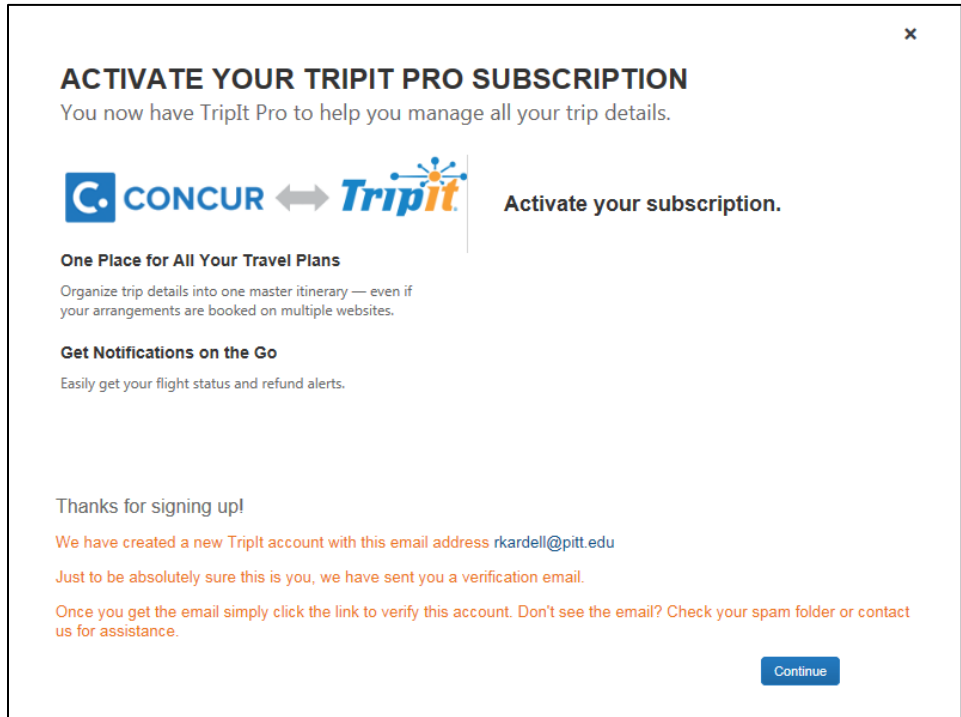 ×
ACTIVATE YOUR TRIPIT PRO SUBSCRIPTION
You now have TripIt Pro to help you manage all your trip details.
C. CONCUR TripIt
Activate your subscription.
One Place for All Your Travel Plans
Organize trip details into one master itinerary — even if
your arrangements are booked on multiple websites.
Get Notifications on the Go
Easily get your flight status and refund alerts.
Thanks for signing up!
We have created a new TripIt account with this email address rkardell@pitt.edu
Just to be absolutely sure this is you, we have sent you a verification email.
Once you get the email simply click the link to verify this account. Don't see the email? Check your spam folder or contact
us for assistance.
Continue